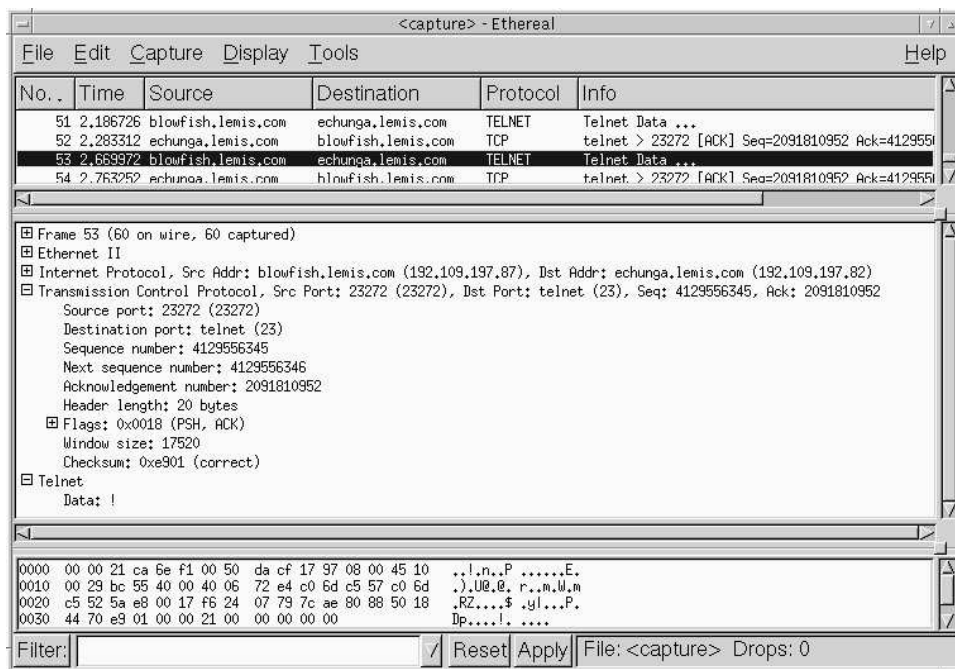 <capture> - Ethereal
File Edit Capture Display Tools Help
No. . Time Source Destination Protocol Info
51 2.186726 blowfish.lemis.com echunga.lemis.com TELNET Telnet Data ...
52 2.283312 echunga.lemis.com blowfish.lemis.com TCP telnet > 23272 [ACK] Seq=2091810952 Ack=412955
53 2.669972 blowfish.lemis.com echunga.lemis.com TELNET Telnet Data ...
54 2.763252 echunga.lemis.com blowfish.lemis.com TCP telnet > 23272 [ACK] Seq=2091810952 Ack=412955
Frame 53 (60 on wire, 60 captured)
Ethernet II
Internet Protocol, Src Addr: blowfish.lemis.com (192.109.197.87), Dst Addr: echunga.lemis.com (192.109.197.82)
Transmission Control Protocol, Src Port: 23272 (23272), Dst Port: telnet (23), Seq: 4129556345, Ack: 2091810952
Source port: 23272 (23272)
Destination port: telnet (23)
Sequence number: 4129556345
Next sequence number: 4129556346
Acknowledgement number: 2091810952
Header length: 20 bytes
Flags: 0x0018 (PSH, ACK)
Window size: 17520
Checksum: 0xe901 (correct)
Telnet
Data: !
0000 00 00 21 ca 6e f1 00 50 da cf 17 97 08 00 45 10 ..!.n..P ......E.
0010 00 29 bc 55 40 00 40 06 72 e4 c0 6d c5 57 c0 6d .).U@.@. r..m.W.m
0020 c5 52 5a e8 00 17 f6 24 07 79 7c ae 80 88 50 18 .RZ....$ .y|...P.
0030 44 70 e9 01 00 00 21 00 00 00 00 00 Dp....!. ....
Filter: Reset Apply File: <capture> Drops: 0